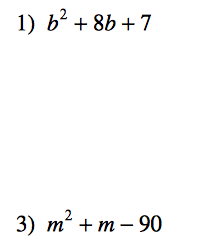 1) b² + 8b + 7
3) m² + m − 90